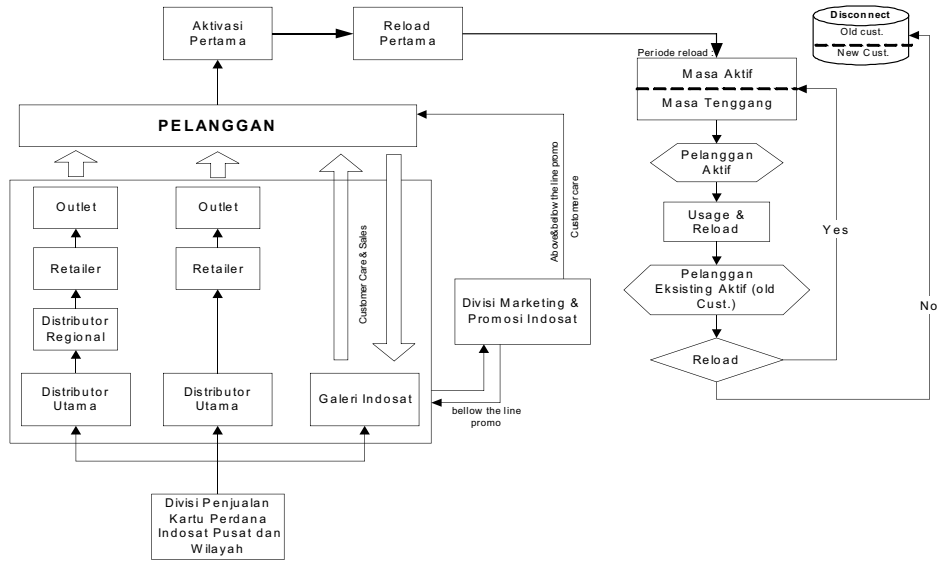 Aktivasi
Pertama
Reload
Pertama
Periode reload :
Masa Aktif
Masa Tenggang
Disconnect
Old cust.
New Cust.
PELANGGAN
Pelanggan
Aktif
Usage &
Reload
Pelanggan
Eksisting Aktif (old
Cust.)
Reload
Yes
No
Outlet
Retailer
Distributor
Regional
Distributor
Utama
Outlet
Retailer
Distributor
Utama
Customer Care & Sales
Galeri Indosat
Above&bellow the line promo
Customer care
Divisi Marketing &
Promosi Indosat
bellow the line
promo
Divisi Penjualan
Kartu Perdana
Indosat Pusat dan
Wilayah